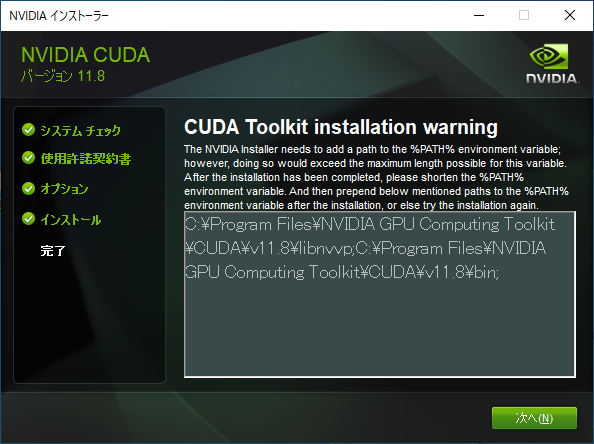 NVIDIA インストーラー
NVIDIA CUDA
バージョン 11.8
NVIDIA.
システム チェック
使用許諾契約書
オプション
インストール
完了
CUDA Toolkit installation warning
The NVIDIA Installer needs to add a path to the %PATH% environment variable;
however, doing so would exceed the maximum length possible for this variable.
After the installation has been completed, please shorten the %PATH%
environment variable. And then prepend below mentioned paths to the %PATH%
environment variable after the installation, or else try the installation again.
C:¥Program Files¥NVIDIA GPU Computing Toolkit
¥CUDA¥v11.8¥libnvvp;C:¥Program Files¥NVIDIA
GPU Computing Toolkit¥CUDA¥v11.8¥bin;
次へ(N)